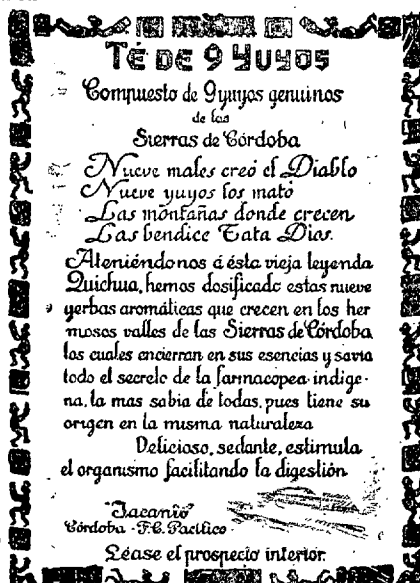 TÉ DE 9 YUYOS
Compuesto de 9 yuyos genuinos
de las
Sierras de Córdoba
Nueve males creó el Diablo
Nueve yuyos los mató
Las montañas donde crecen
Las bendice Tata Dios.
Ateniéndonos á ésta vieja leyenda
Quichua, hemos dosificado estas nueve
yerbas aromáticas que crecen en los her
mosos valles de las Sierras de Córdoba
los cuales encierran en sus esencias y savia
todo el secreto de la farmacopea indige-
na, la mas sabia de todas, pues tiene su
origen en la misma naturaleza
Delicioso, sedante, estimula
el organismo facilitando la digestión
"Jacanío"
Córdoba - F.C. Pacífico
Léase el prospecto interior.